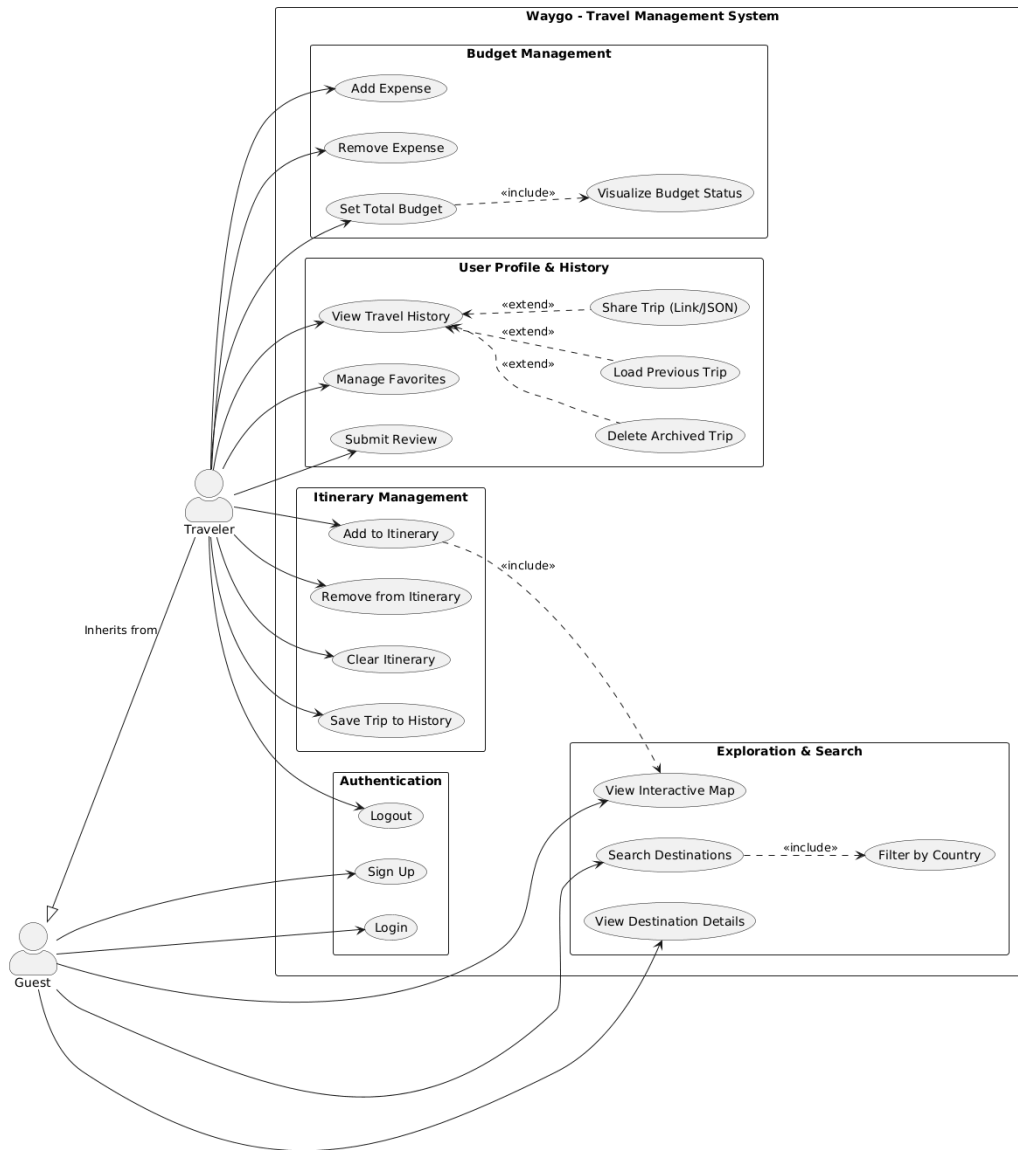 Waygo - Travel Management System
Budget Management
Add Expense
Remove Expense
Set Total Budget
«include»
Visualize Budget Status
User Profile & History
View Travel History
«extend»
Share Trip (Link/JSON)
«extend»
Load Previous Trip
«extend»
Manage Favorites
Delete Archived Trip
Submit Review
Traveler
Itinerary Management
Add to Itinerary
«include»
Remove from Itinerary
Clear Itinerary
Save Trip to History
Inherits from
Authentication
Logout
Sign Up
Login
Exploration & Search
View Interactive Map
Search Destinations
«include»
Filter by Country
View Destination Details
Guest